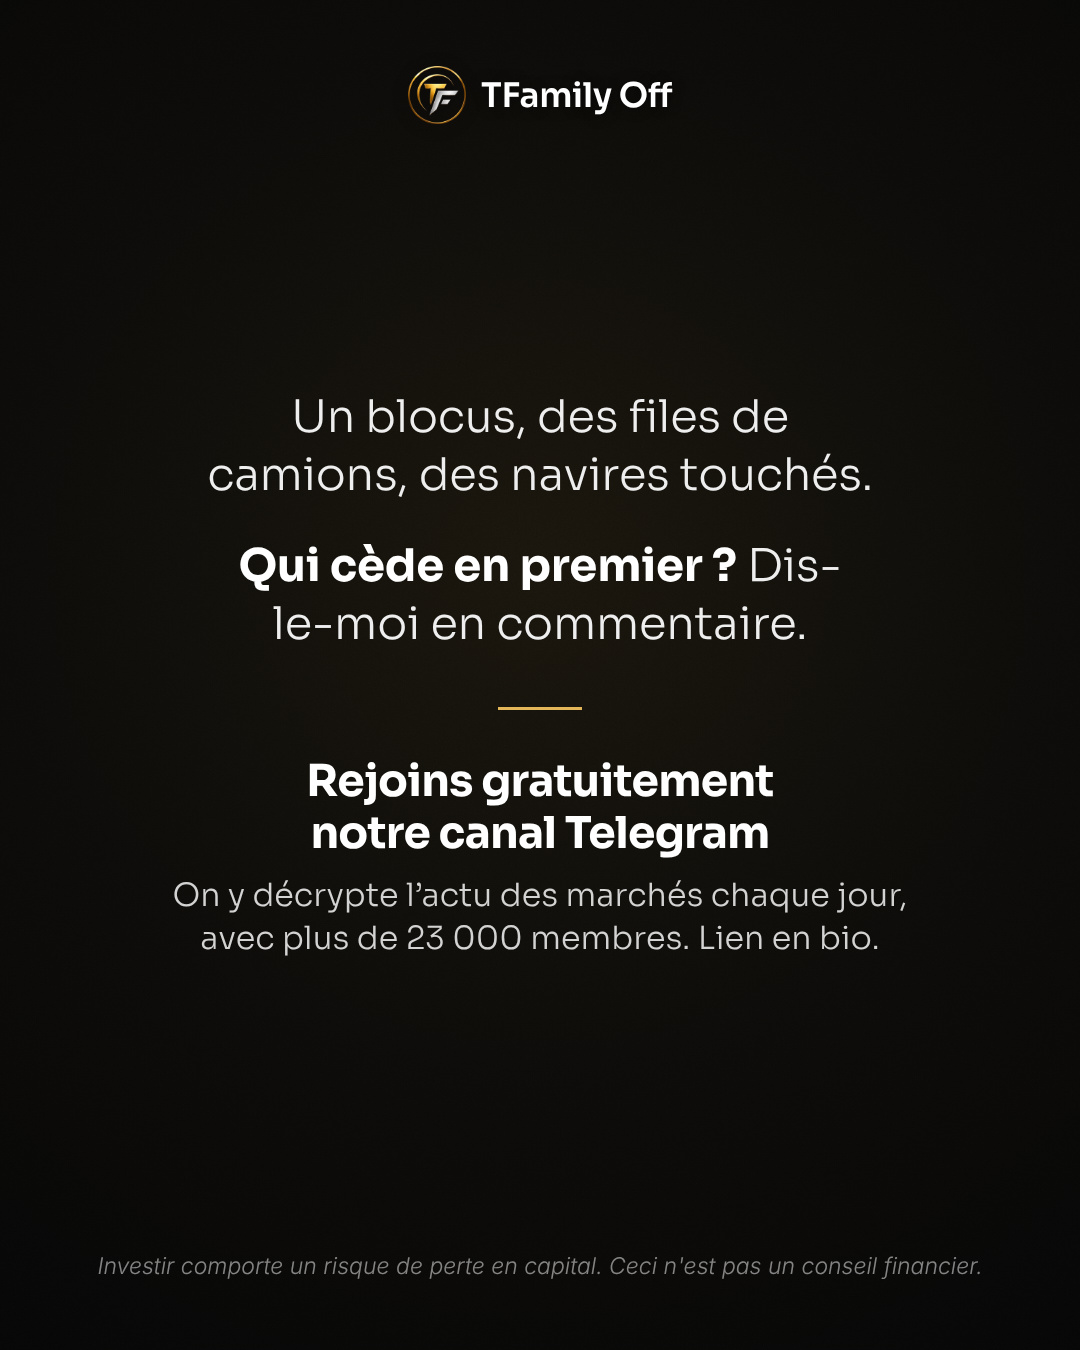 TF TFamily Off
Un blocus, des files de
camions, des navires touchés.
Qui cède en premier ? Dis-
le-moi en commentaire.
Rejoins gratuitement
notre canal Telegram
On y décrypte l’actu des marchés chaque jour,
avec plus de 23 000 membres. Lien en bio.
Investir comporte un risque de perte en capital. Ceci n'est pas un conseil financier.